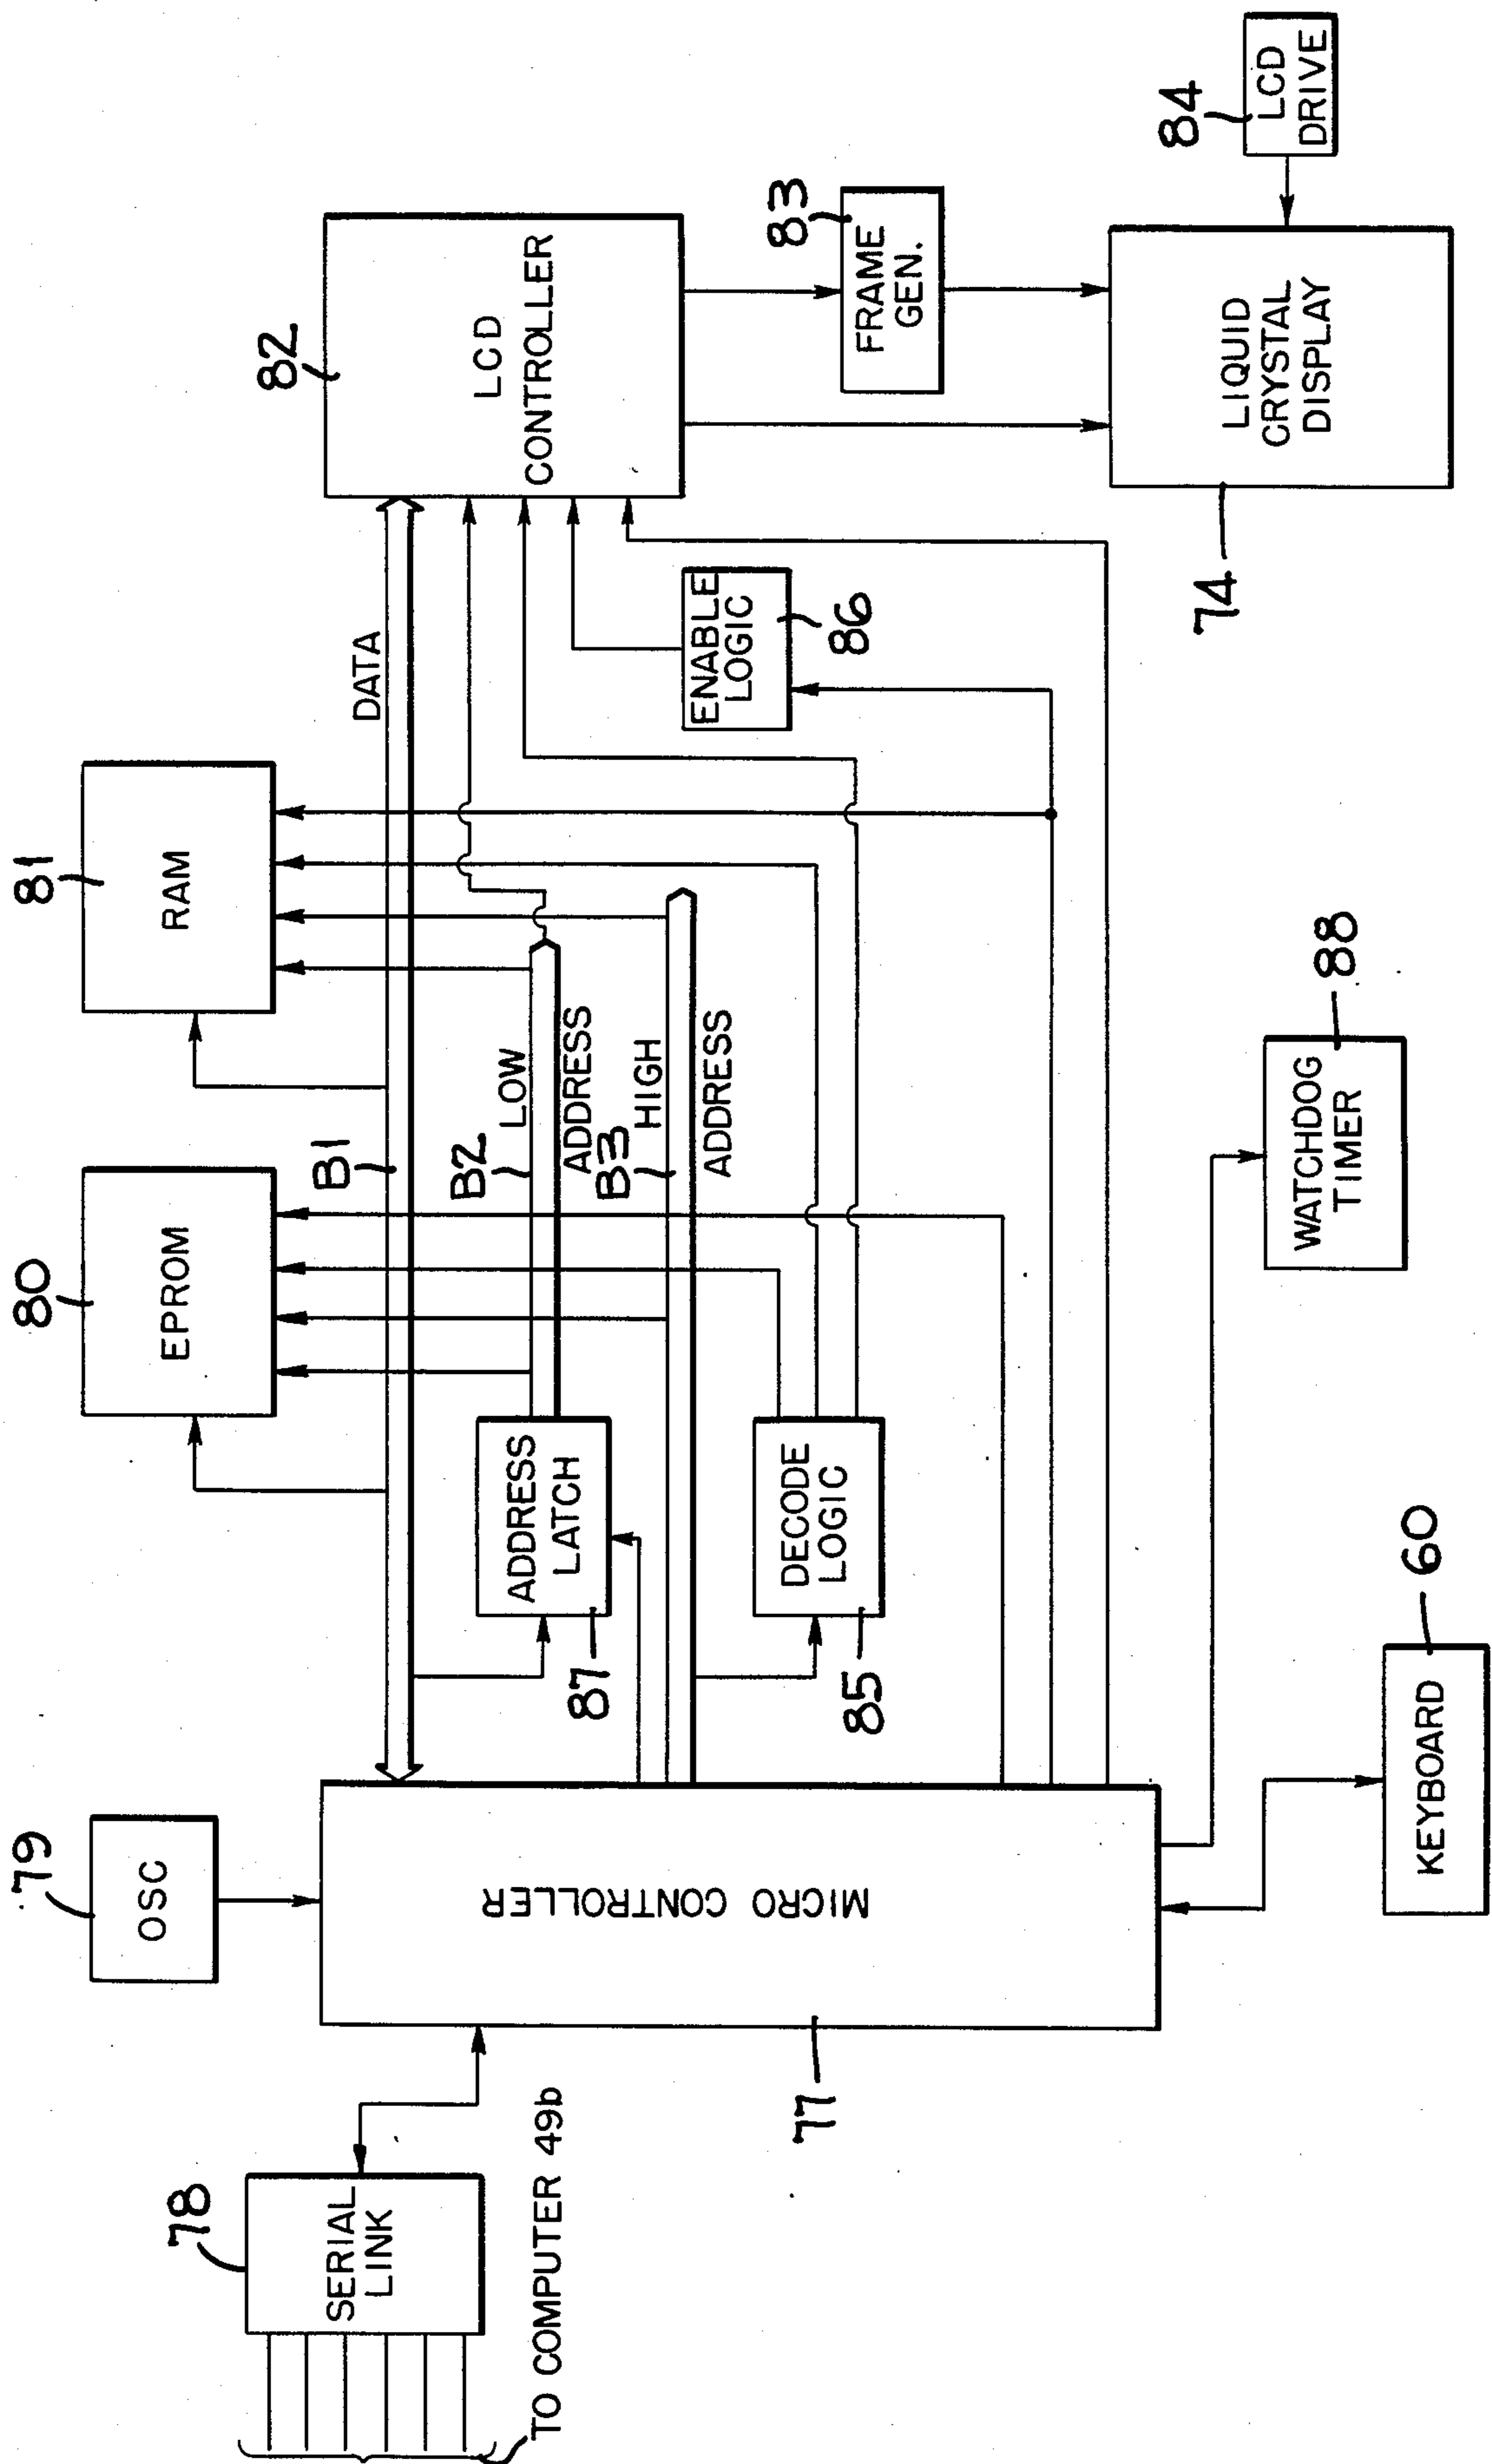 79
OSC
80
EPROM
81
RAM
82
LCD
CONTROLLER
78
SERIAL
LINK
TO COMPUTER 49b
77
MICRO CONTROLLER
B1
DATA
87
ADDRESS
LATCH
B2
LOW
ADDRESS
B3
HIGH
ADDRESS
85
DECODE
LOGIC
ENABLE
LOGIC
86
83
FRAME
GEN.
84
LCD
DRIVE
74
LIQUID
CRYSTAL
DISPLAY
88
WATCHDOG
TIMER
60
KEYBOARD